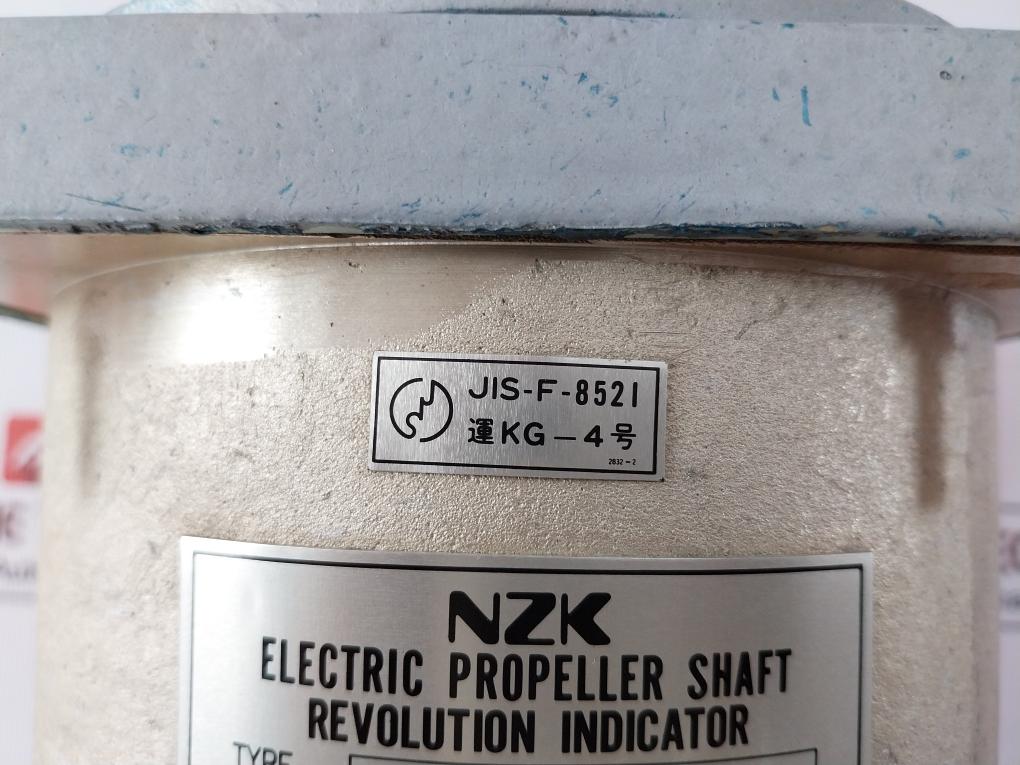 JIS-F-8521
運KG-4号
2832-2
NZK
ELECTRIC PROPELLER SHAFT
REVOLUTION INDICATOR
TYPE